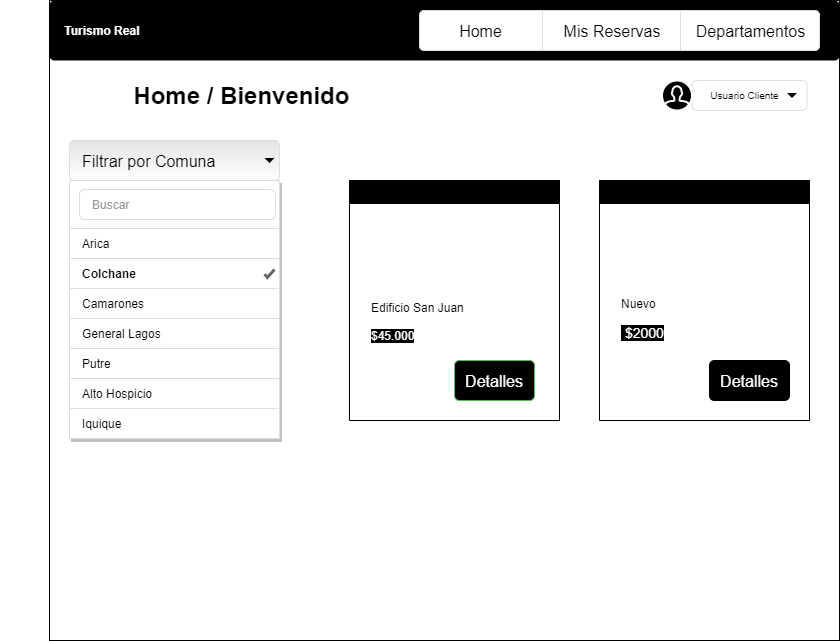 Turismo Real
Home
Mis Reservas
Departamentos
Home / Bienvenido
Usuario Cliente
Filtrar por Comuna
Buscar
Arica
Colchane
Camarones
General Lagos
Putre
Alto Hospicio
Iquique
Edificio San Juan
$45.000
Detalles
Nuevo
$2000
Detalles